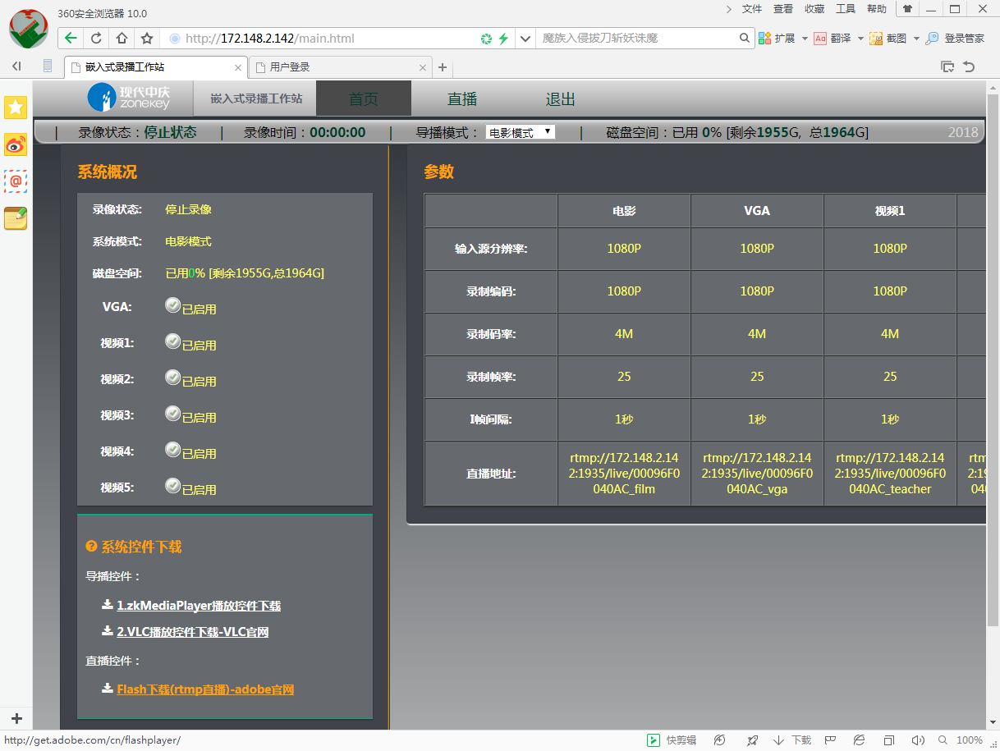 360安全浏览器 10.0
文件 查看 收藏 工具 帮助
http://172.148.2.142/main.html
魔族入侵拔刀斩妖诛魔
扩展 翻译 截图 登录管家
嵌入式录播工作站
用户登录
现代中庆
zonekey
嵌入式录播工作站 首页 直播 退出
录像状态：停止状态 | 录像时间：00:00:00 | 导播模式： 电影模式 | 磁盘空间：已用 0% [剩余1955G, 总1964G] 2018
系统概况
录像状态: 停止录像
系统模式: 电影模式
磁盘空间: 已用0% [剩余1955G,总1964G]
VGA: 已启用
视频1: 已启用
视频2: 已启用
视频3: 已启用
视频4: 已启用
视频5: 已启用
系统控件下载
导播控件：
1.zkMediaPlayer播放控件下载
2.VLC播放控件下载-VLC官网
直播控件：
Flash下载(rtmp直播)-adobe官网
参数
电影 VGA 视频1
输入源分辨率: 1080P 1080P 1080P
录制编码: 1080P 1080P 1080P
录制码率: 4M 4M 4M
录制帧率: 25 25 25
I帧间隔: 1秒 1秒 1秒
直播地址:
rtmp://172.148.2.14 rtmp://172.148.2.14 rtmp://172.148.2.14
2:1935/live/00096F0 2:1935/live/00096F0 2:1935/live/00096F0
040AC_film 040AC_vga 040AC_teacher
http://get.adobe.com/cn/flashplayer/
快剪辑 下载 100%